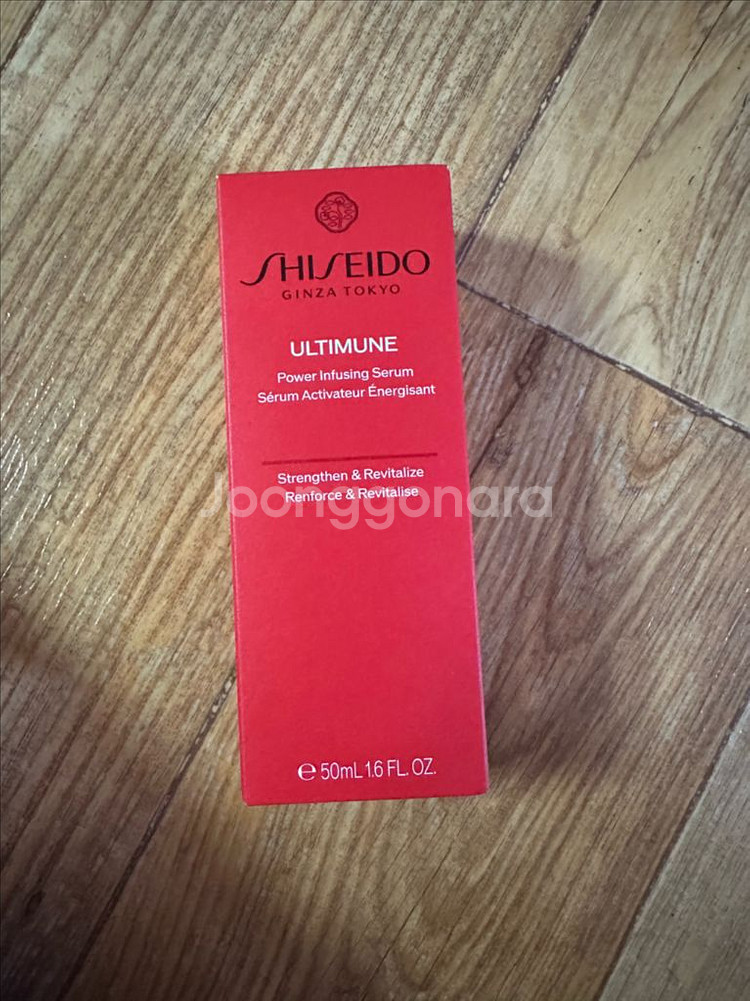 SHISEIDO
GINZA TOKYO
ULTIMUNE
Power Infusing Serum
Sérum Activateur Énergisant
Strengthen & Revitalize
Renforce & Revitalise
Joonggonara
℮ 50mL 1.6 FL. OZ.